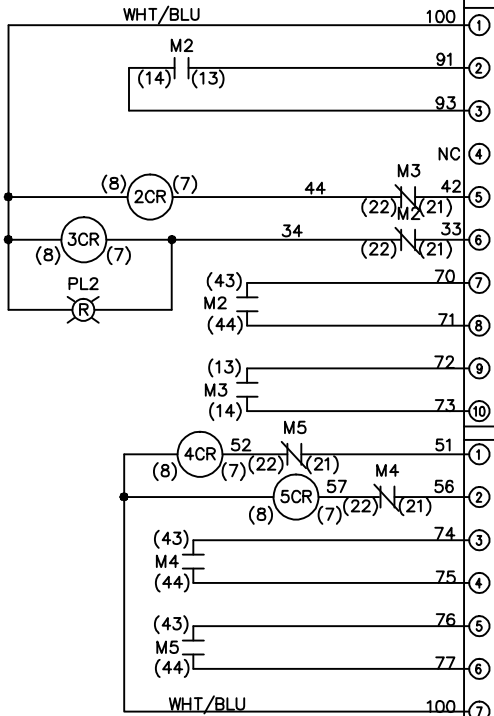 WHT/BLU 100 1
M2 91 2
(14) (13)
93 3
NC 4
(8) 2CR (7) 44 M3 42 5
(22) (21)
(8) 3CR (7) 34 M2 33 6
(22) (21)
PL2
R
(43) 70 7
M2
(44) 71 8
(13) 72 9
M3
(14) 73 10
4CR 52 M5 51 1
(8) (7) (22) (21)
5CR 57 M4 56 2
(8) (7) (22) (21)
(43) 74 3
M4
(44) 75 4
(43) 76 5
M5
(44) 77 6
WHT/BLU 100 7